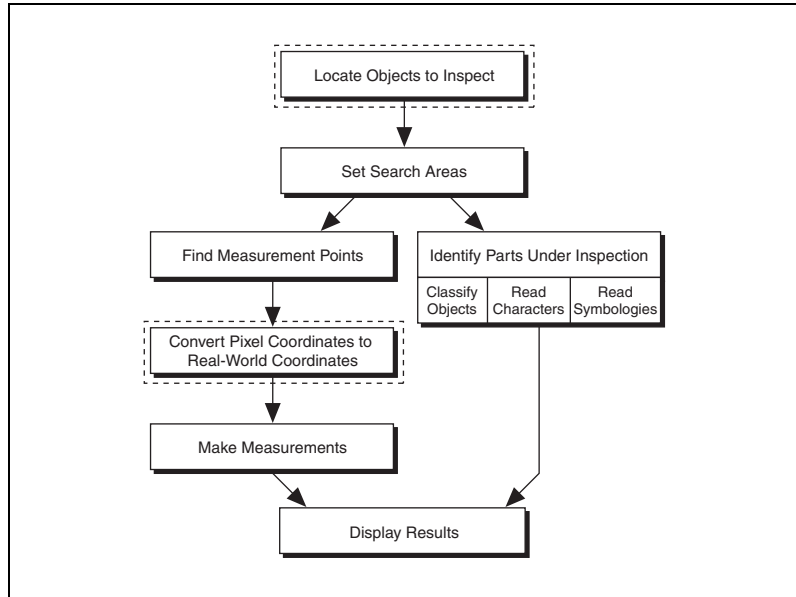 Locate Objects to Inspect
Set Search Areas
Find Measurement Points
Identify Parts Under Inspection
Classify
Objects
Read
Characters
Read
Symbologies
Convert Pixel Coordinates to
Real-World Coordinates
Make Measurements
Display Results